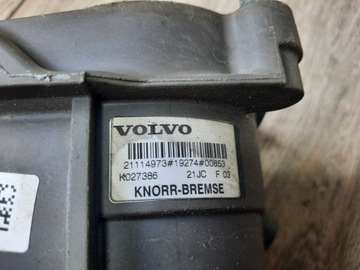 VOLVO
21114973#19274#00853
K027386 21JC F 03
KNORR-BREMSE